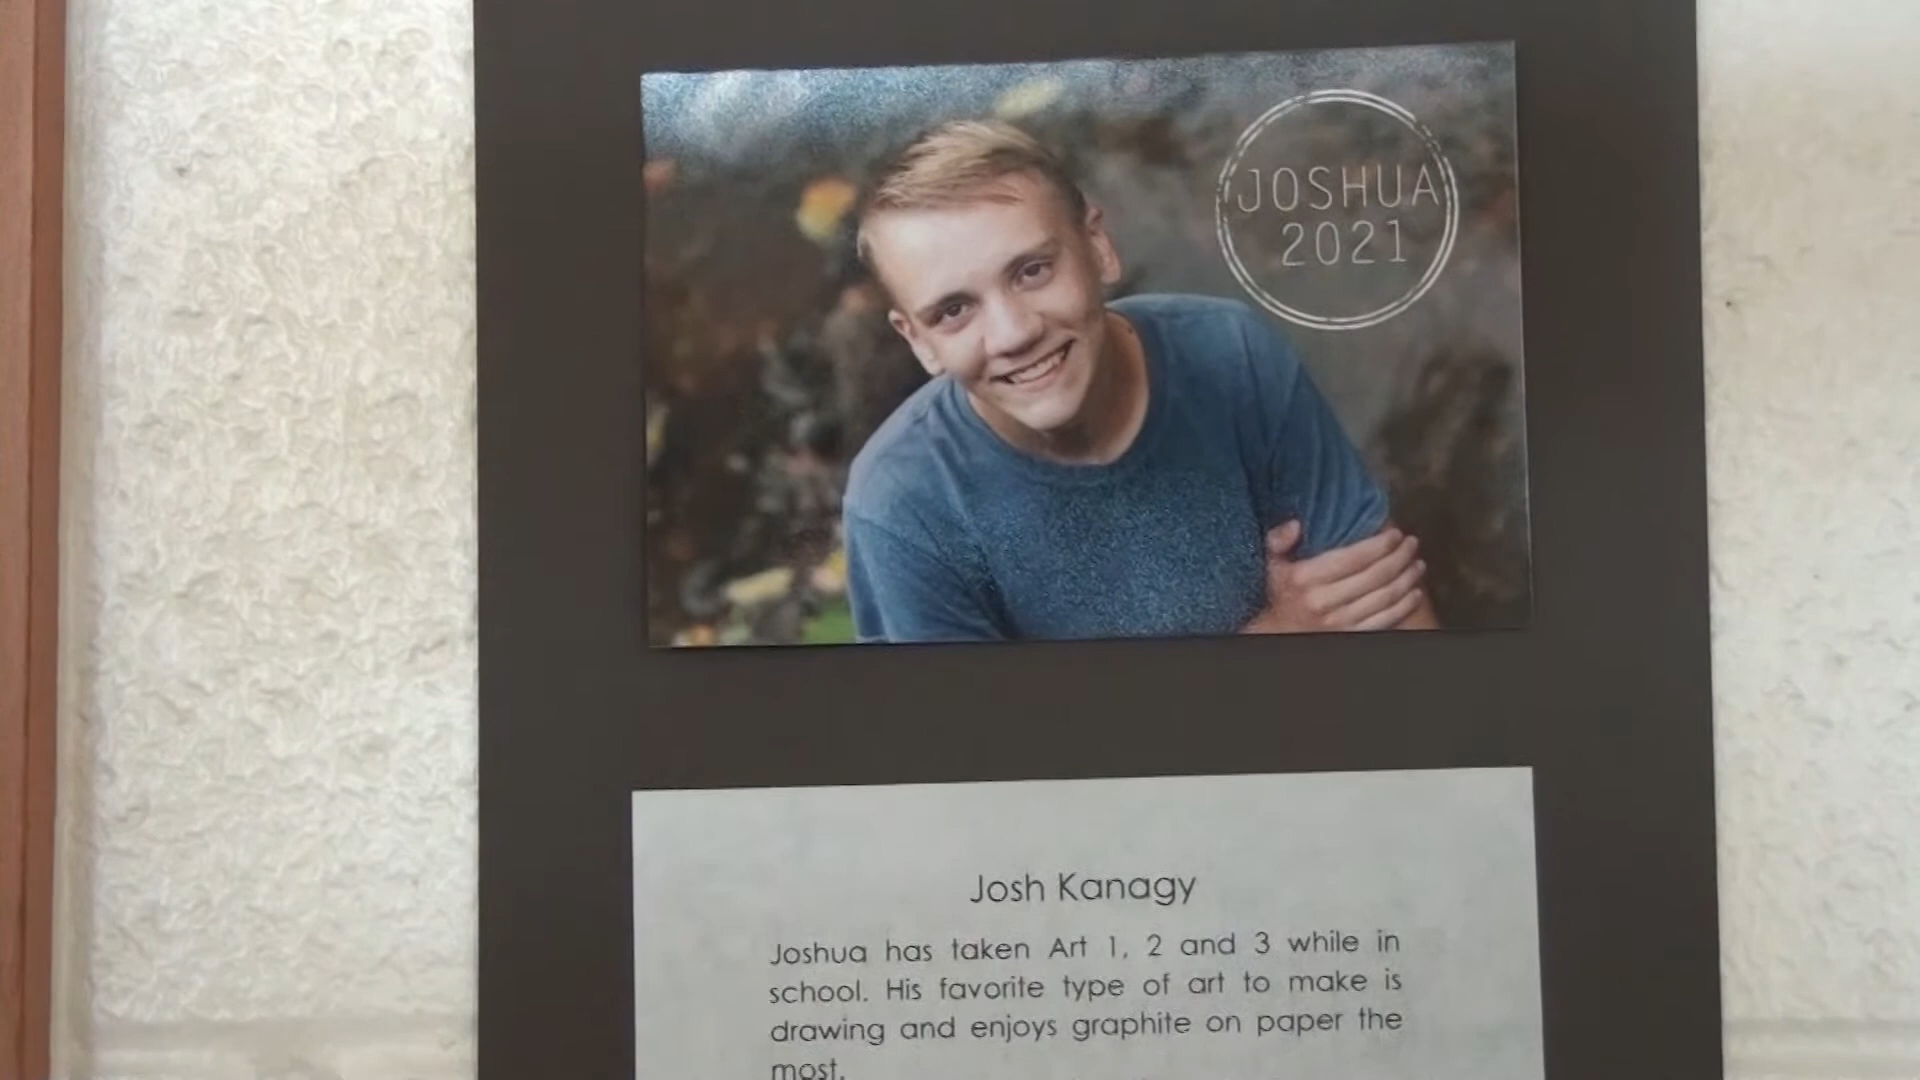 JOSHUA
2021
Josh Kanagy
Joshua has taken Art 1, 2 and 3 while in
school. His favorite type of art to make is
drawing and enjoys graphite on paper the
most.